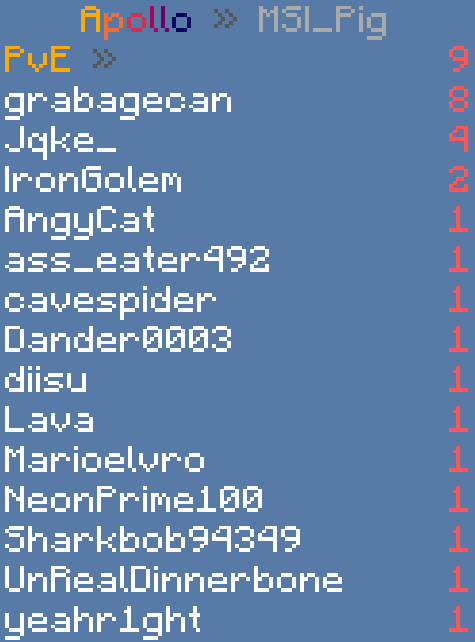 Apollo » MSI_Pig
PvE » 9
grabagecan 8
Jqke_ 4
IronGolem 2
AngyCat 1
ass_eater492 1
cavespider 1
Dander0003 1
diisu 1
Lava 1
Marioelvro 1
NeonPrime100 1
Sharkbob94349 1
UnRealDinnerbone 1
yeahr1ght 1